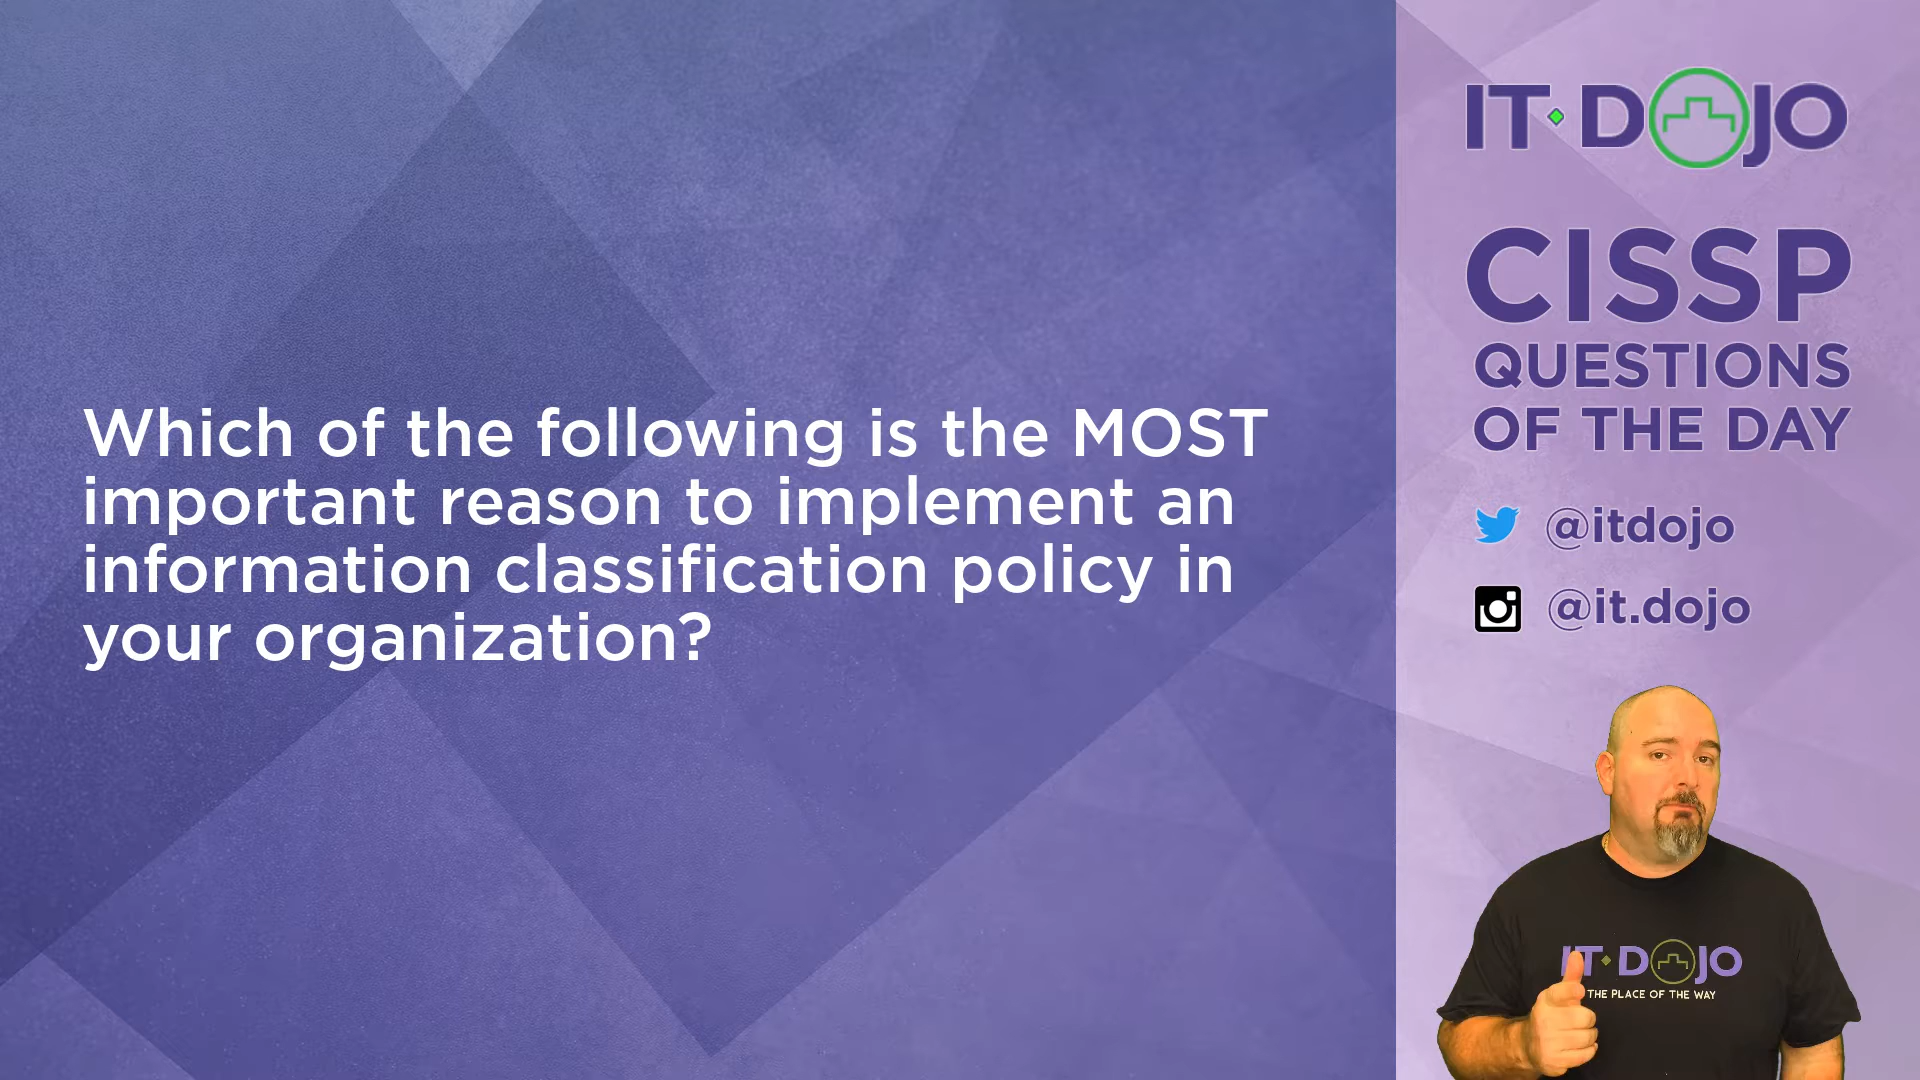 Which of the following is the MOST
important reason to implement an
information classification policy in
your organization?
IT DOJO
CISSP
QUESTIONS
OF THE DAY
@itdojo
@it.dojo
IT DOJO
THE PLACE OF THE WAY